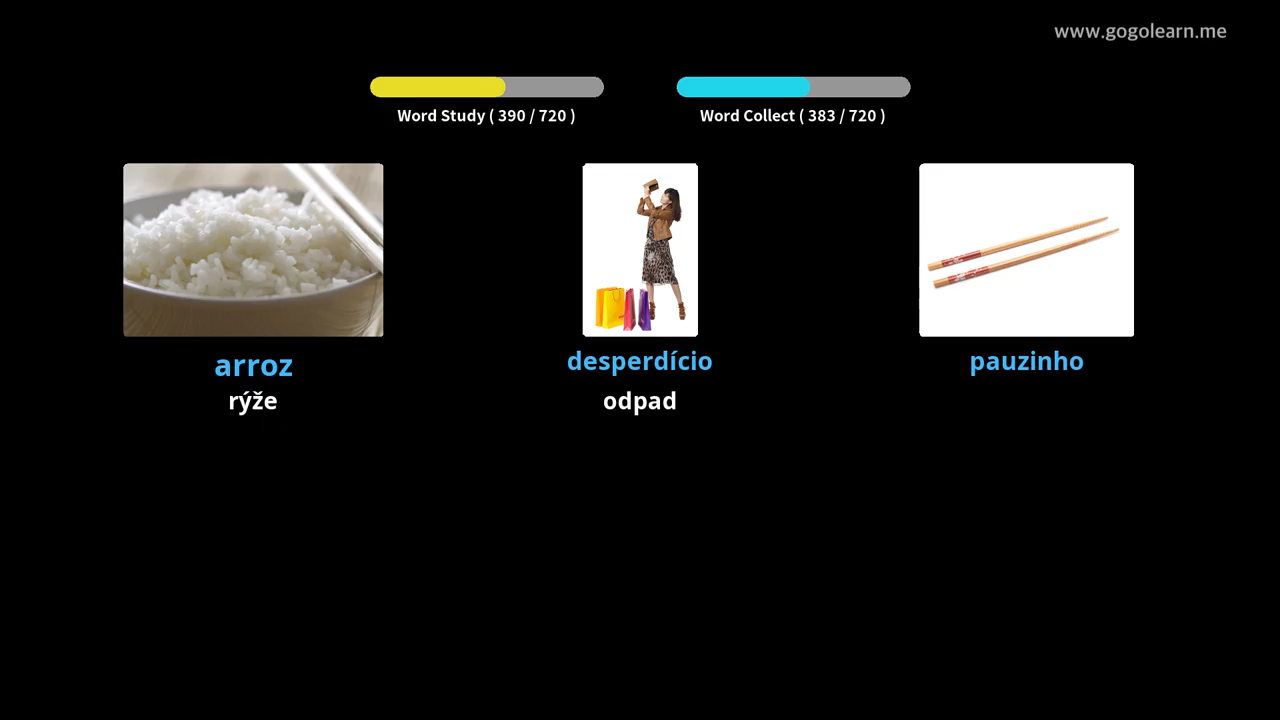 www.gogolearn.me
Word Study ( 390 / 720 )
Word Collect ( 383 / 720 )
arroz
rýže
desperdício
odpad
pauzinho